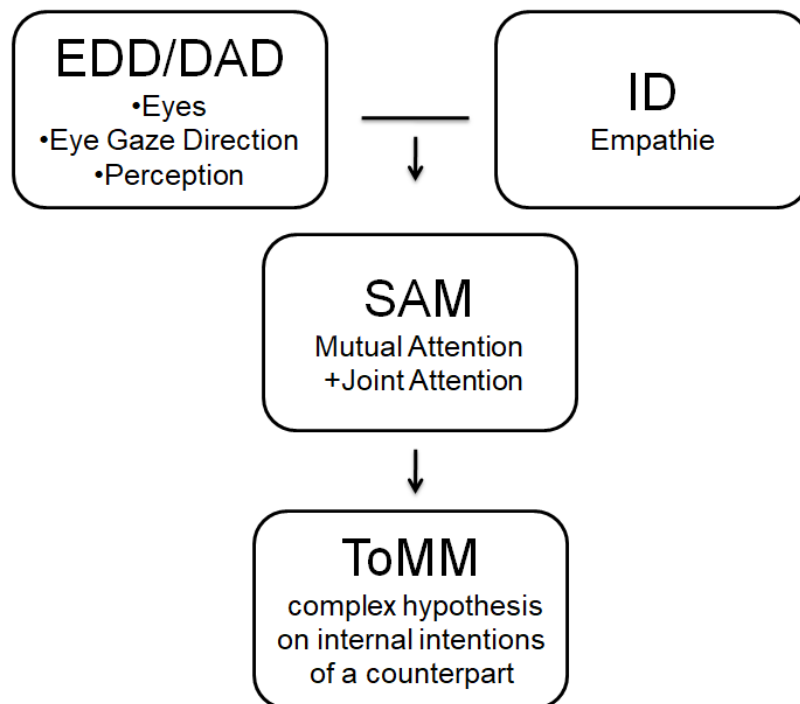 EDD/DAD
•Eyes
•Eye Gaze Direction
•Perception
ID
Empathie
SAM
Mutual Attention
+Joint Attention
ToMM
complex hypothesis
on internal intentions
of a counterpart